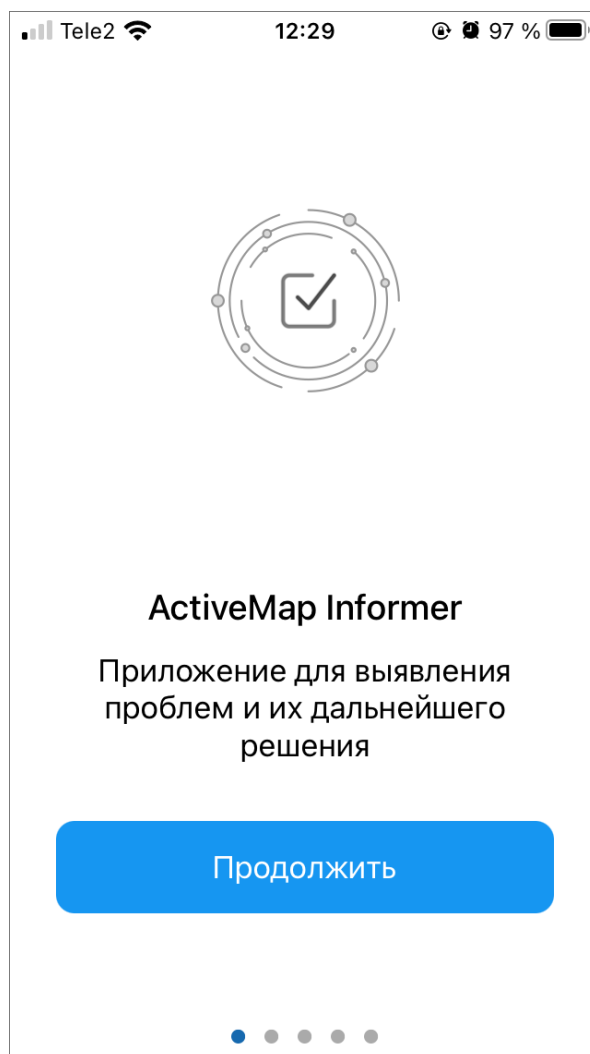 Tele2 12:29 97 %
ActiveMap Informer
Приложение для выявления
проблем и их дальнейшего
решения
Продолжить